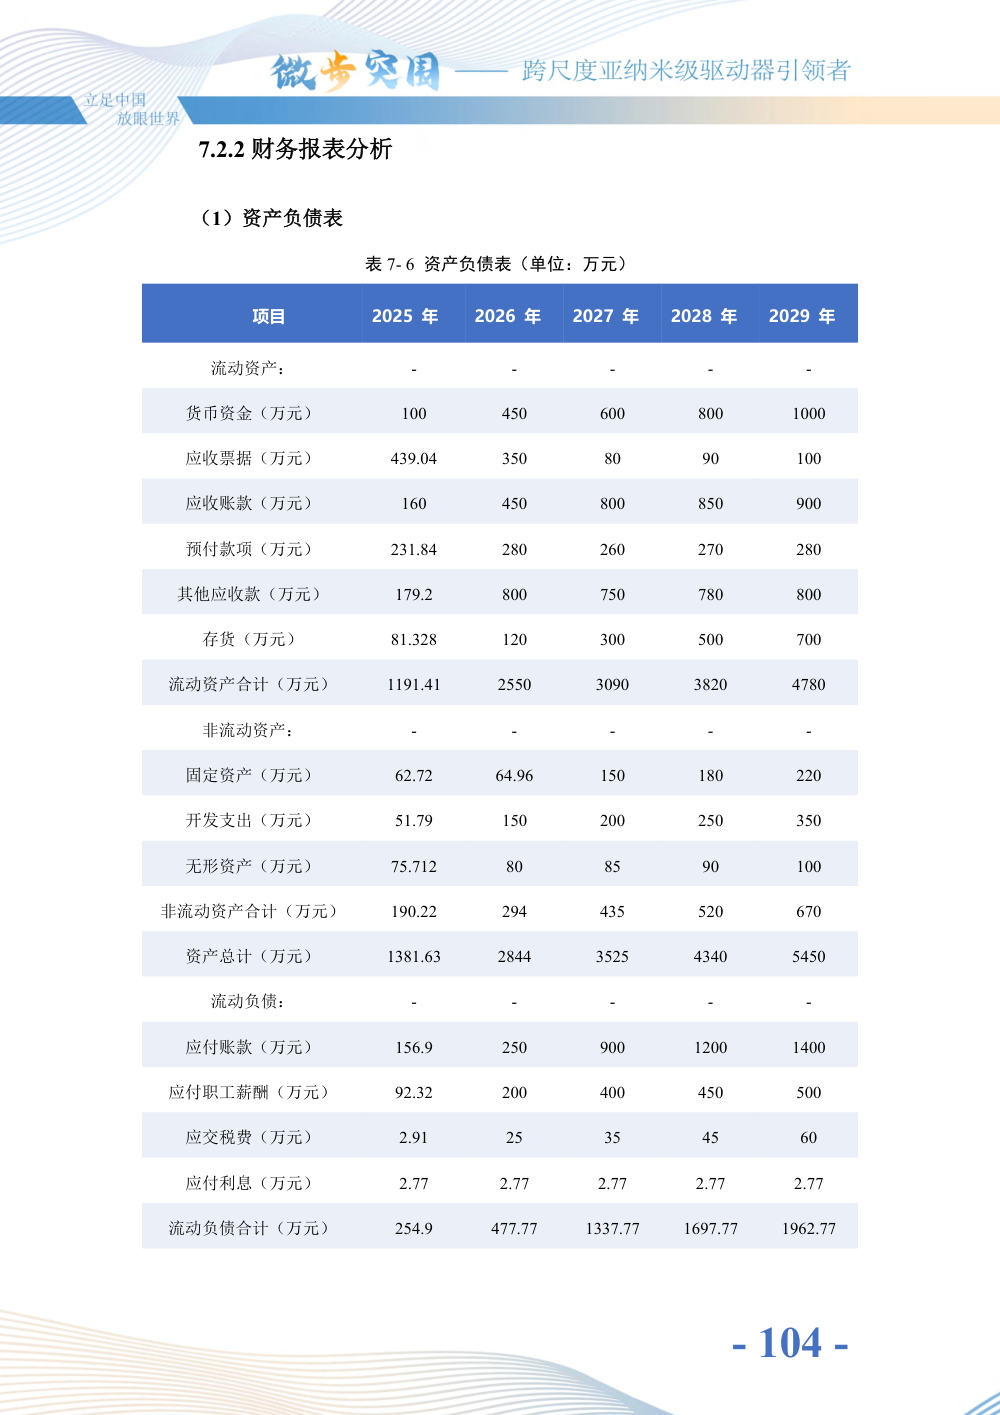 微步突围 —— 跨尺度亚纳米级驱动器引领者
立足中国
放眼世界
7.2.2 财务报表分析
（1）资产负债表
表 7- 6 资产负债表（单位：万元）
项目 2025 年 2026 年 2027 年 2028 年 2029 年
流动资产： - - - - -
货币资金（万元） 100 450 600 800 1000
应收票据（万元） 439.04 350 80 90 100
应收账款（万元） 160 450 800 850 900
预付款项（万元） 231.84 280 260 270 280
其他应收款（万元） 179.2 800 750 780 800
存货（万元） 81.328 120 300 500 700
流动资产合计（万元） 1191.41 2550 3090 3820 4780
非流动资产： - - - - -
固定资产（万元） 62.72 64.96 150 180 220
开发支出（万元） 51.79 150 200 250 350
无形资产（万元） 75.712 80 85 90 100
非流动资产合计（万元） 190.22 294 435 520 670
资产总计（万元） 1381.63 2844 3525 4340 5450
流动负债： - - - - -
应付账款（万元） 156.9 250 900 1200 1400
应付职工薪酬（万元） 92.32 200 400 450 500
应交税费（万元） 2.91 25 35 45 60
应付利息（万元） 2.77 2.77 2.77 2.77 2.77
流动负债合计（万元） 254.9 477.77 1337.77 1697.77 1962.77
- 104 -